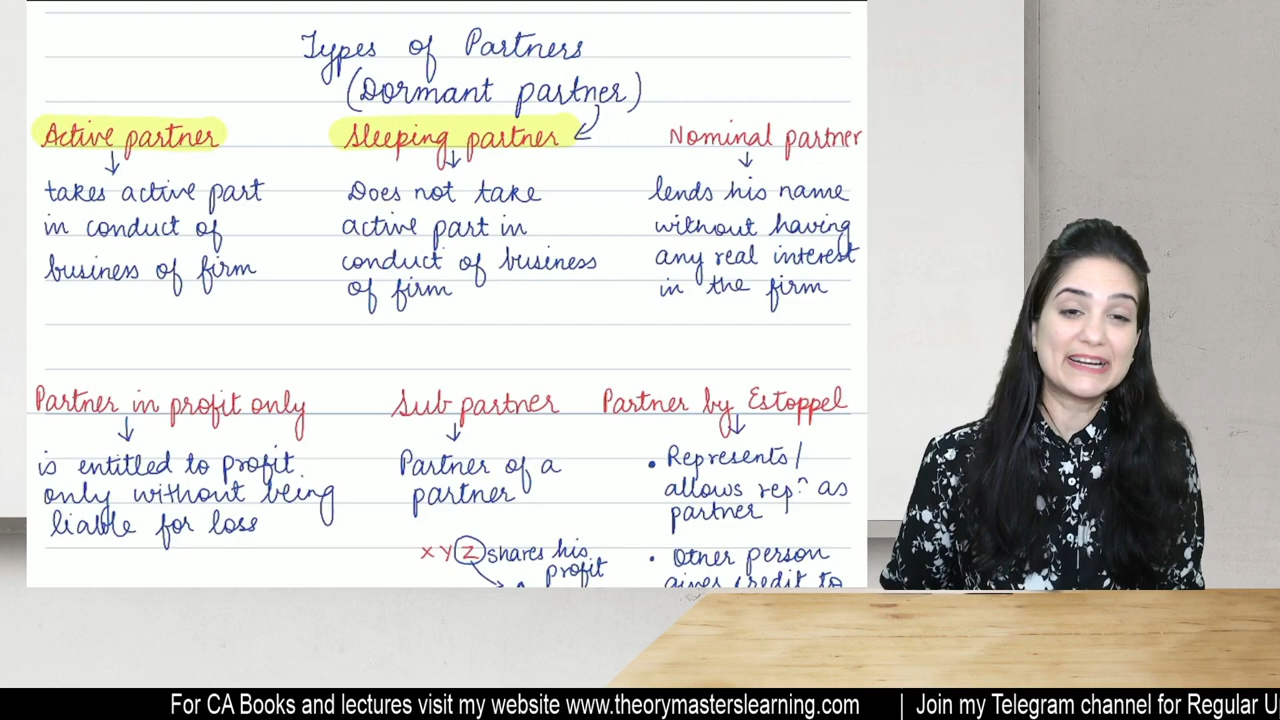 Types of Partners
(Dormant partner)
Active partner
takes active part
in conduct of
business of firm
Sleeping partner
Does not take
active part in
conduct of business
of firm
Nominal partner
lends his name
without having
any real interest
in the firm
Partner in profit only
is entitled to profit
only without being
liable for loss
Sub partner
Partner of a
partner
X Y Z shares his
profit
Partner by Estoppel
• Represents/
allows repn as
partner
• Other person
gives credit to
For CA Books and lectures visit my website www.theorymasterslearning.com | Join my Telegram channel for Regular U